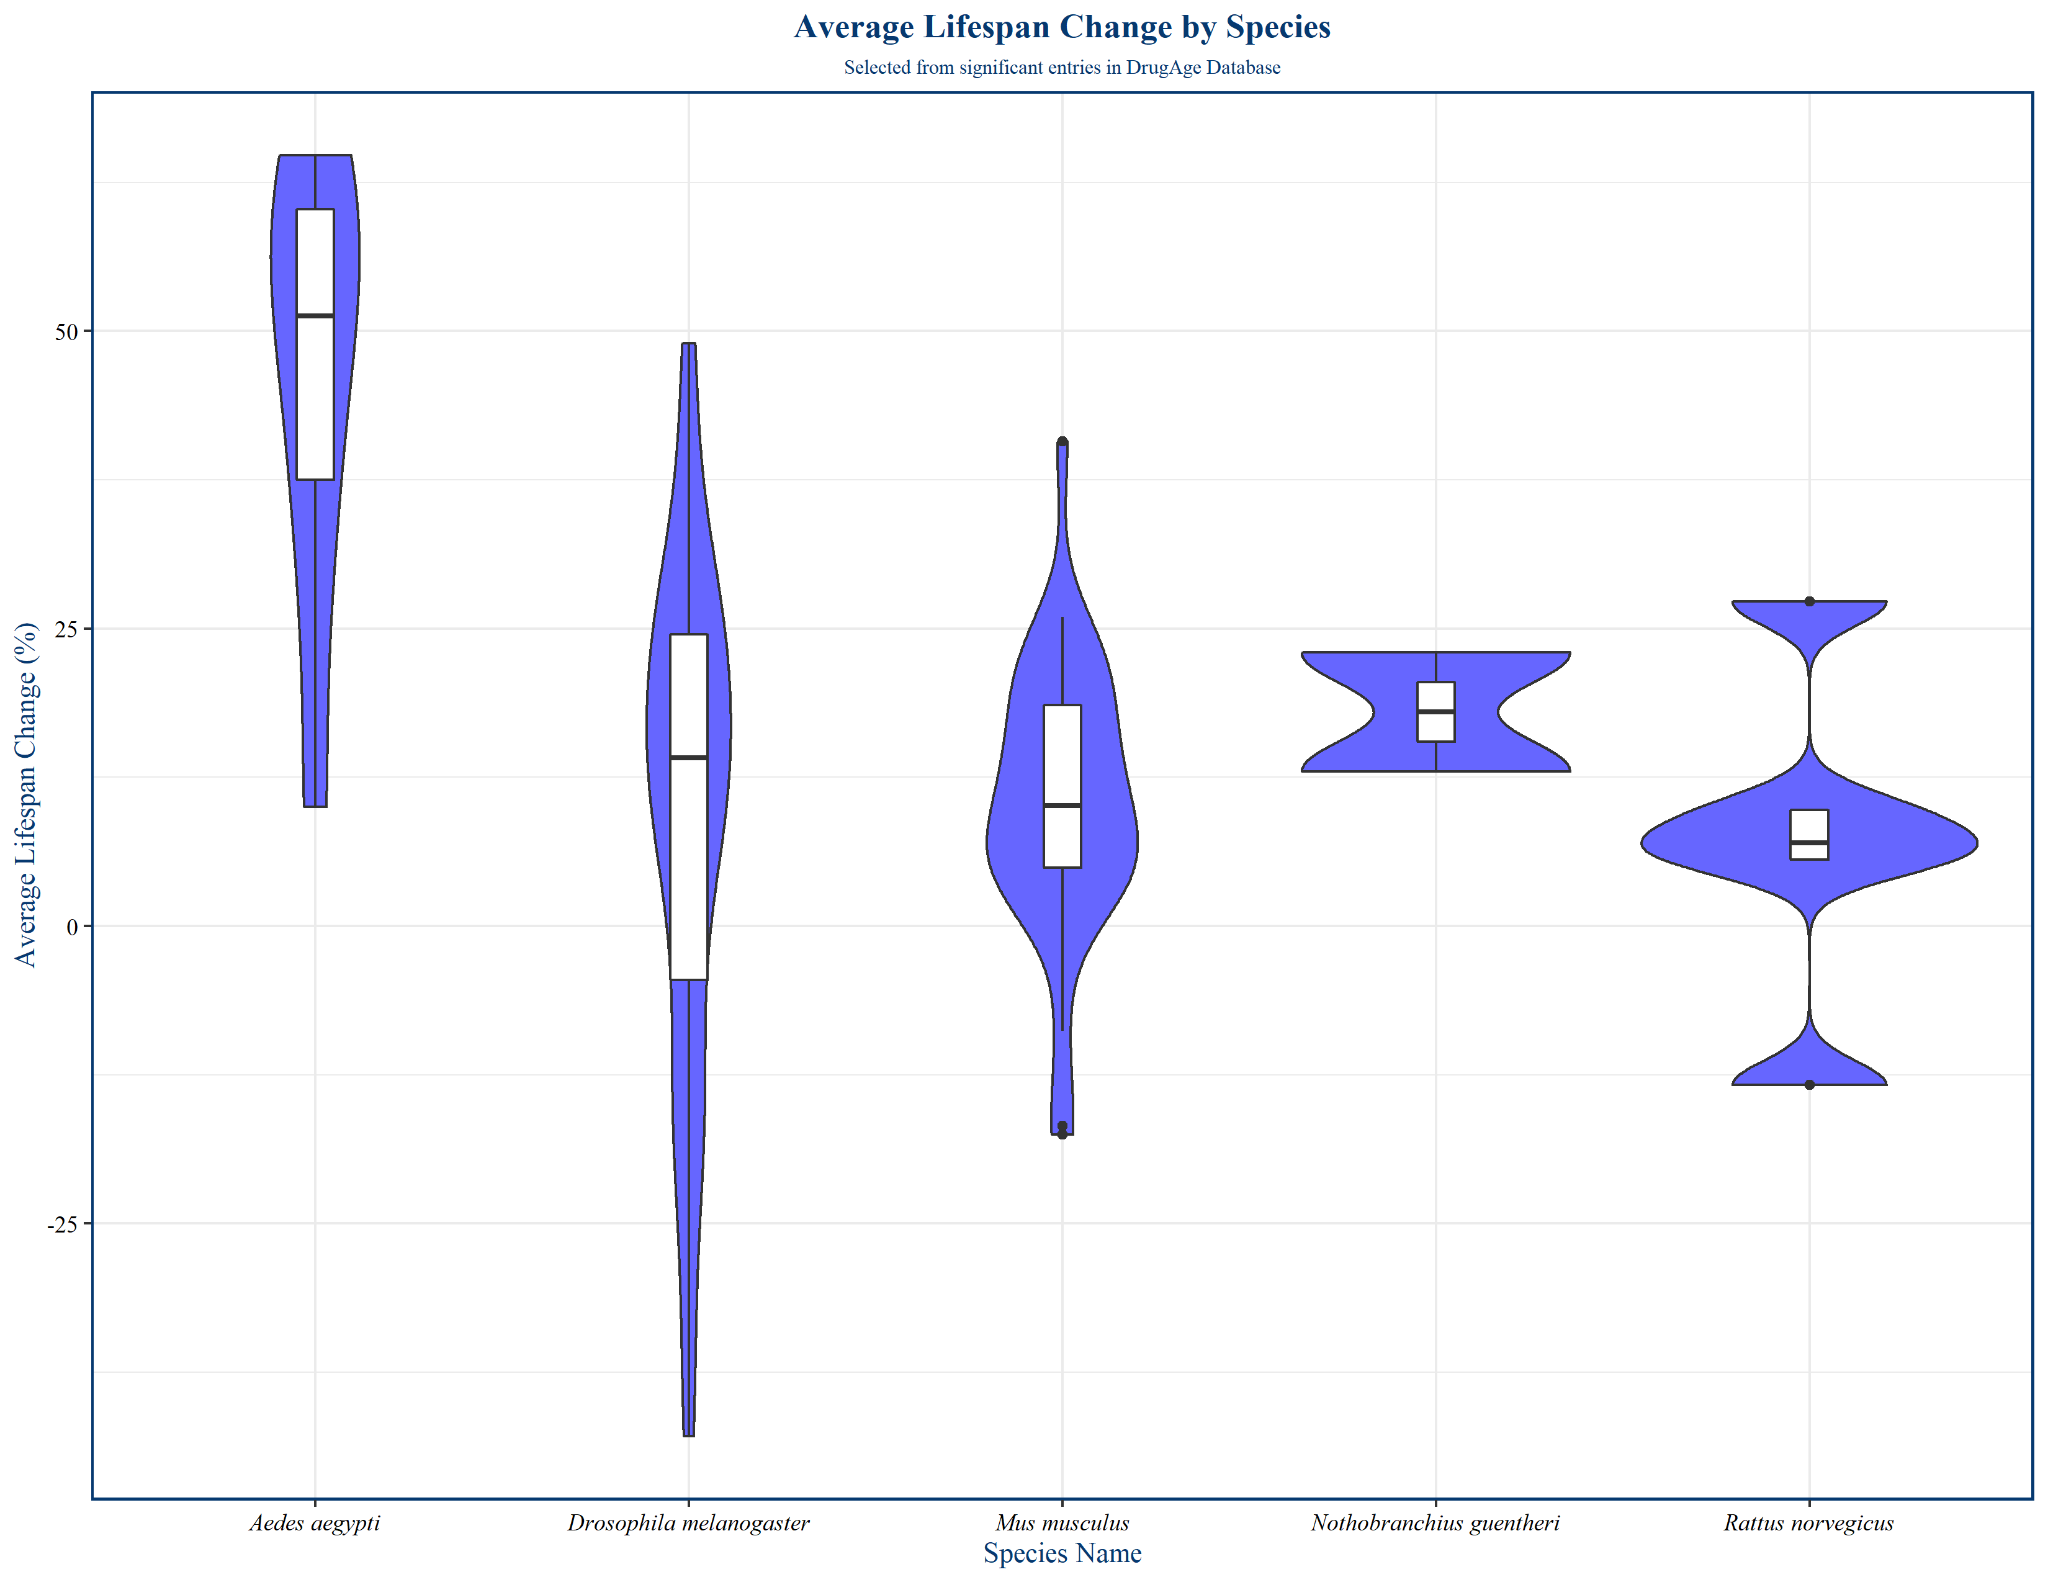 Average Lifespan Change by Species
Selected from significant entries in DrugAge Database
Average Lifespan Change (%)
50
25
0
-25
Aedes aegypti
Drosophila melanogaster
Mus musculus
Nothobranchius guentheri
Rattus norvegicus
Species Name